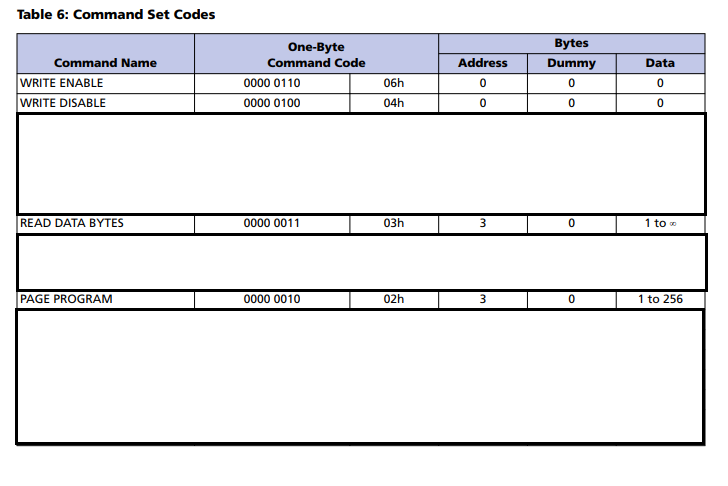 Table 6: Command Set Codes
Command Name One-Byte Command Code Bytes
Address Dummy Data
WRITE ENABLE 0000 0110 06h 0 0 0
WRITE DISABLE 0000 0100 04h 0 0 0
READ DATA BYTES 0000 0011 03h 3 0 1 to ∞
PAGE PROGRAM 0000 0010 02h 3 0 1 to 256